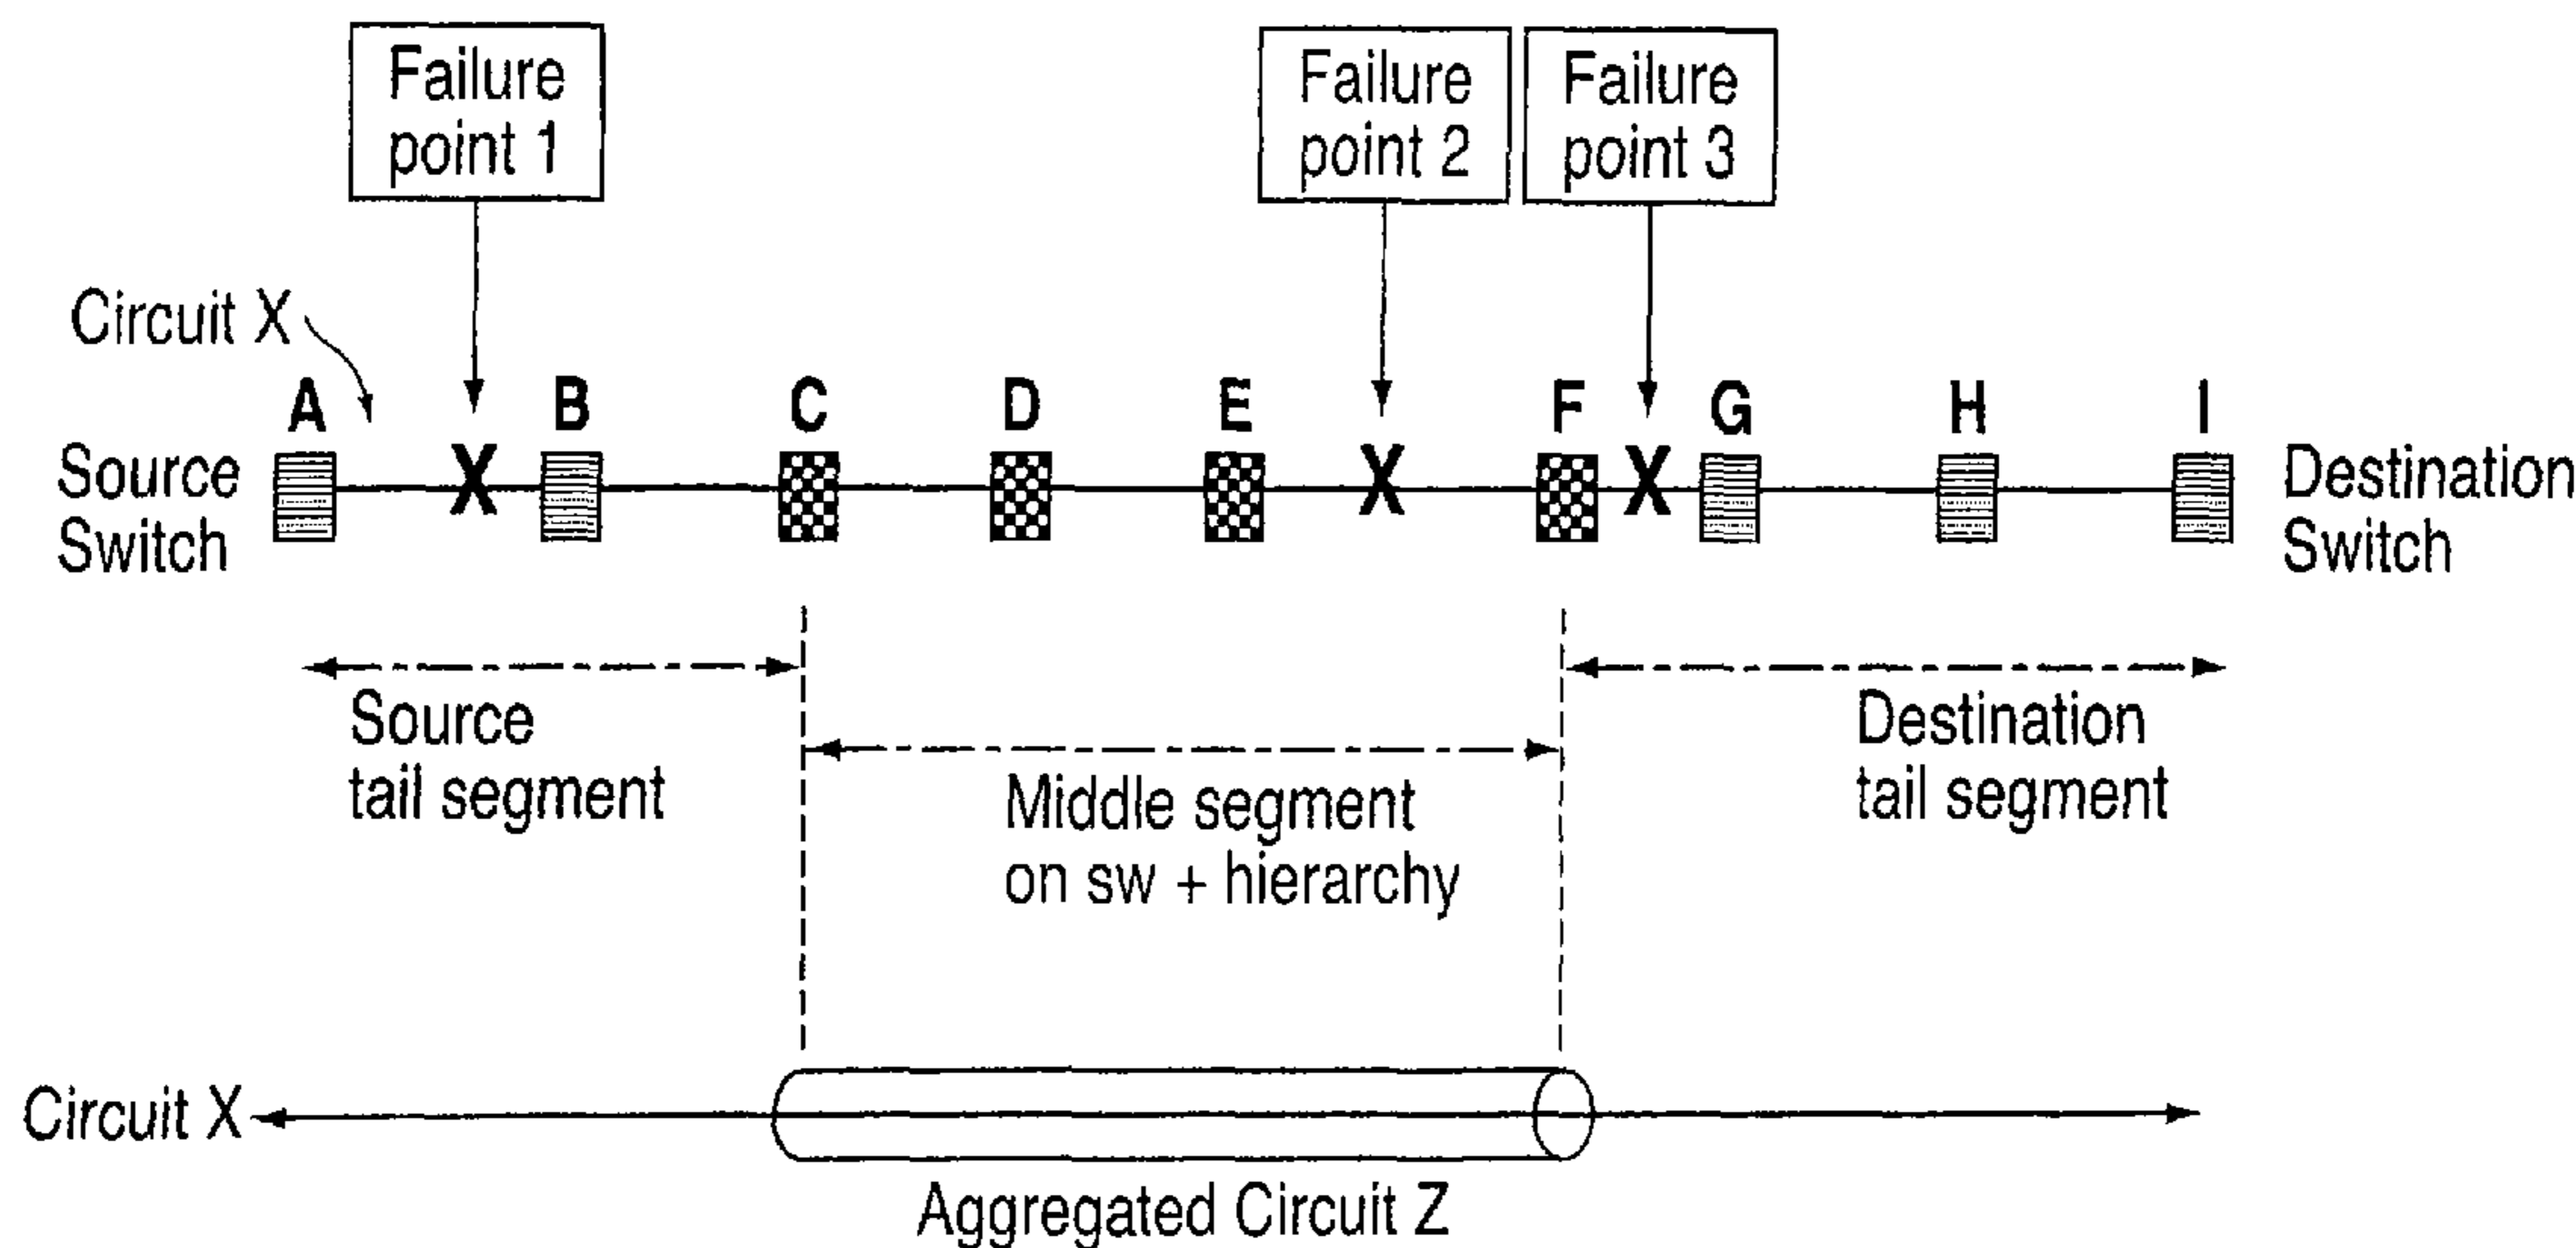 Failure
point 1
Failure
point 2
Failure
point 3
Circuit X
A
B
C
D
E
F
G
H
I
X
X
X
Source
Switch
Destination
Switch
Source
tail segment
Middle segment
on sw + hierarchy
Destination
tail segment
Circuit X
Aggregated Circuit Z